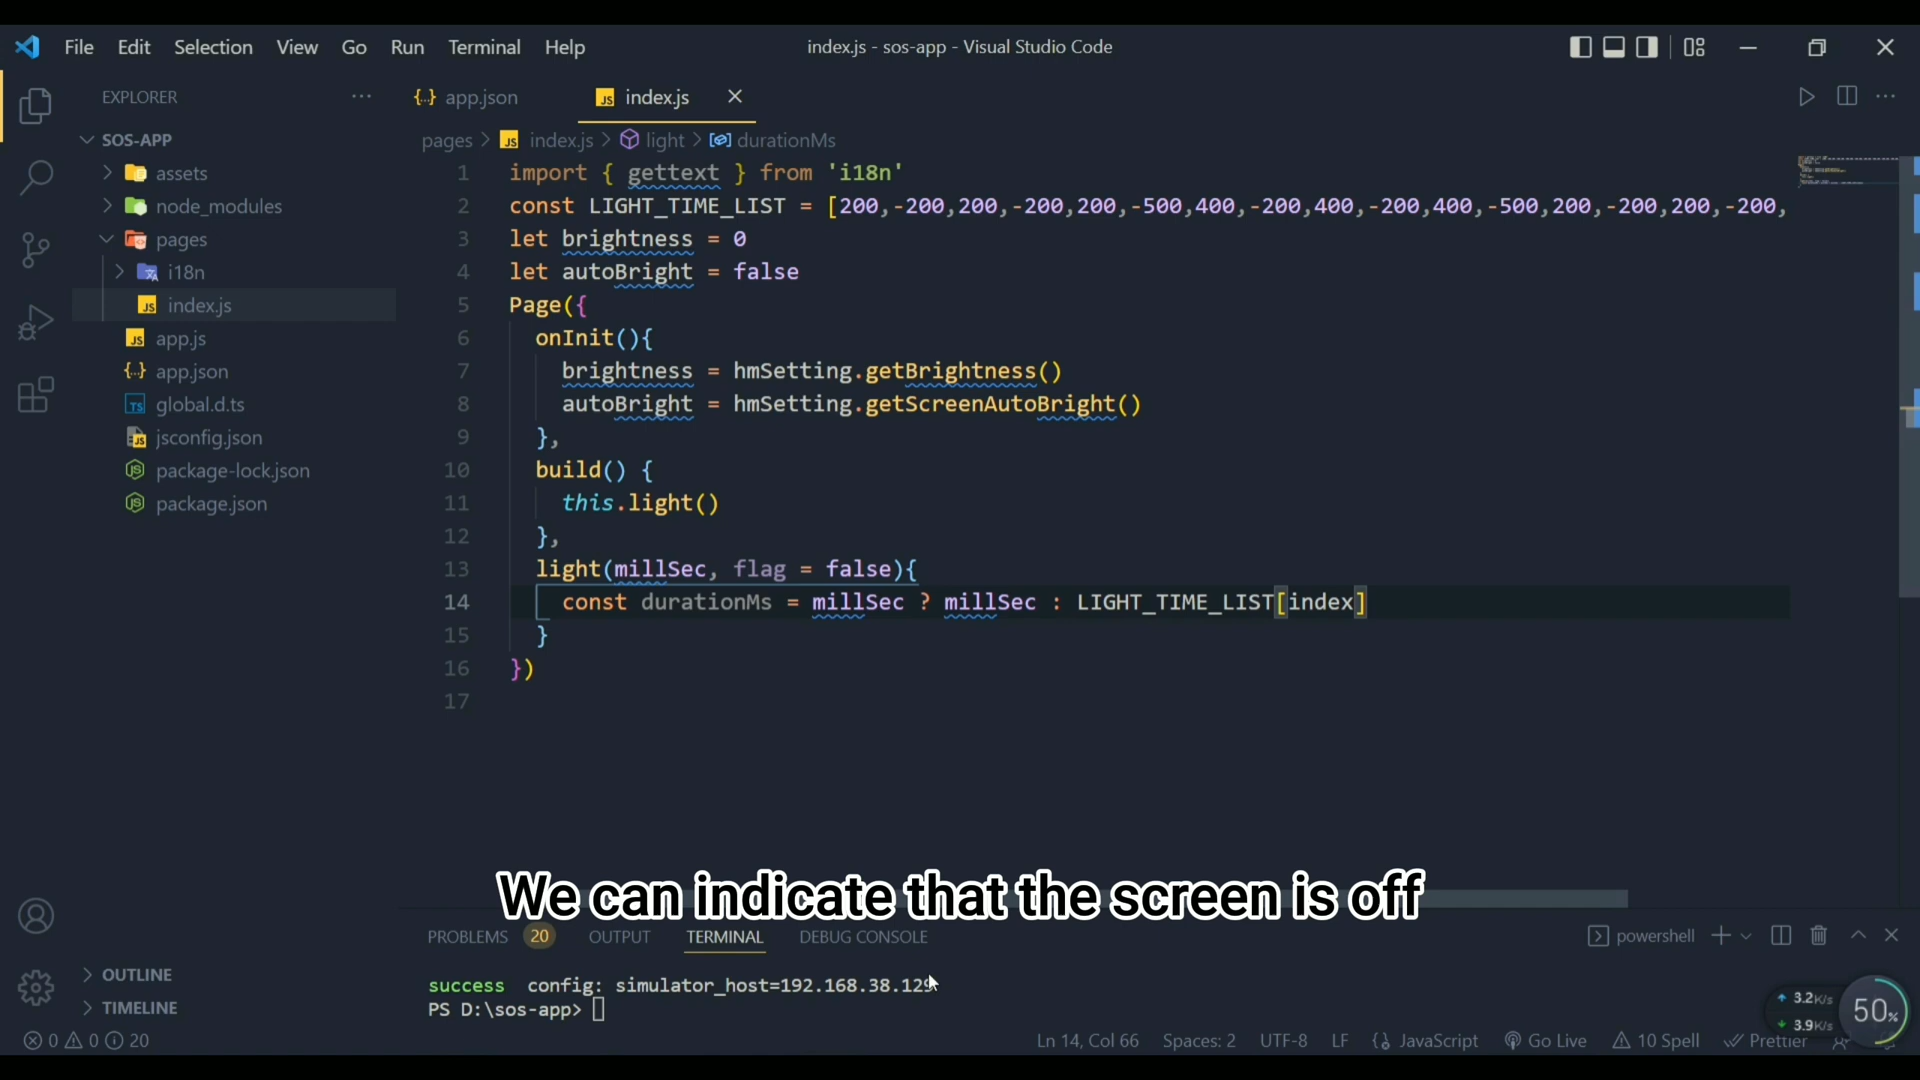 File Edit Selection View Go Run Terminal Help
index.js - sos-app - Visual Studio Code
EXPLORER
SOS-APP
assets
node_modules
pages
i18n
index.js
app.js
app.json
global.d.ts
jsconfig.json
package-lock.json
package.json
OUTLINE
TIMELINE
app.json
index.js
pages > index.js > light > durationMs
1 import { gettext } from 'i18n'
2 const LIGHT_TIME_LIST = [200,-200,200,-200,200,-500,400,-200,400,-200,400,-500,200,-200,200,-200,
3 let brightness = 0
4 let autoBright = false
5 Page({
6 onInit(){
7 brightness = hmSetting.getBrightness()
8 autoBright = hmSetting.getScreenAutoBright()
9 },
10 build() {
11 this.light()
12 },
13 light(millSec, flag = false){
14 const durationMs = millSec ? millSec : LIGHT_TIME_LIST[index]
15 }
16 })
17
We can indicate that the screen is off
PROBLEMS 20 OUTPUT TERMINAL DEBUG CONSOLE
powershell
success config: simulator_host=192.168.38.129
PS D:\sos-app>
3.2K/s
3.9K/s
50%
0 0 20
Ln 14, Col 66 Spaces: 2 UTF-8 LF JavaScript Go Live 10 Spell Prettier